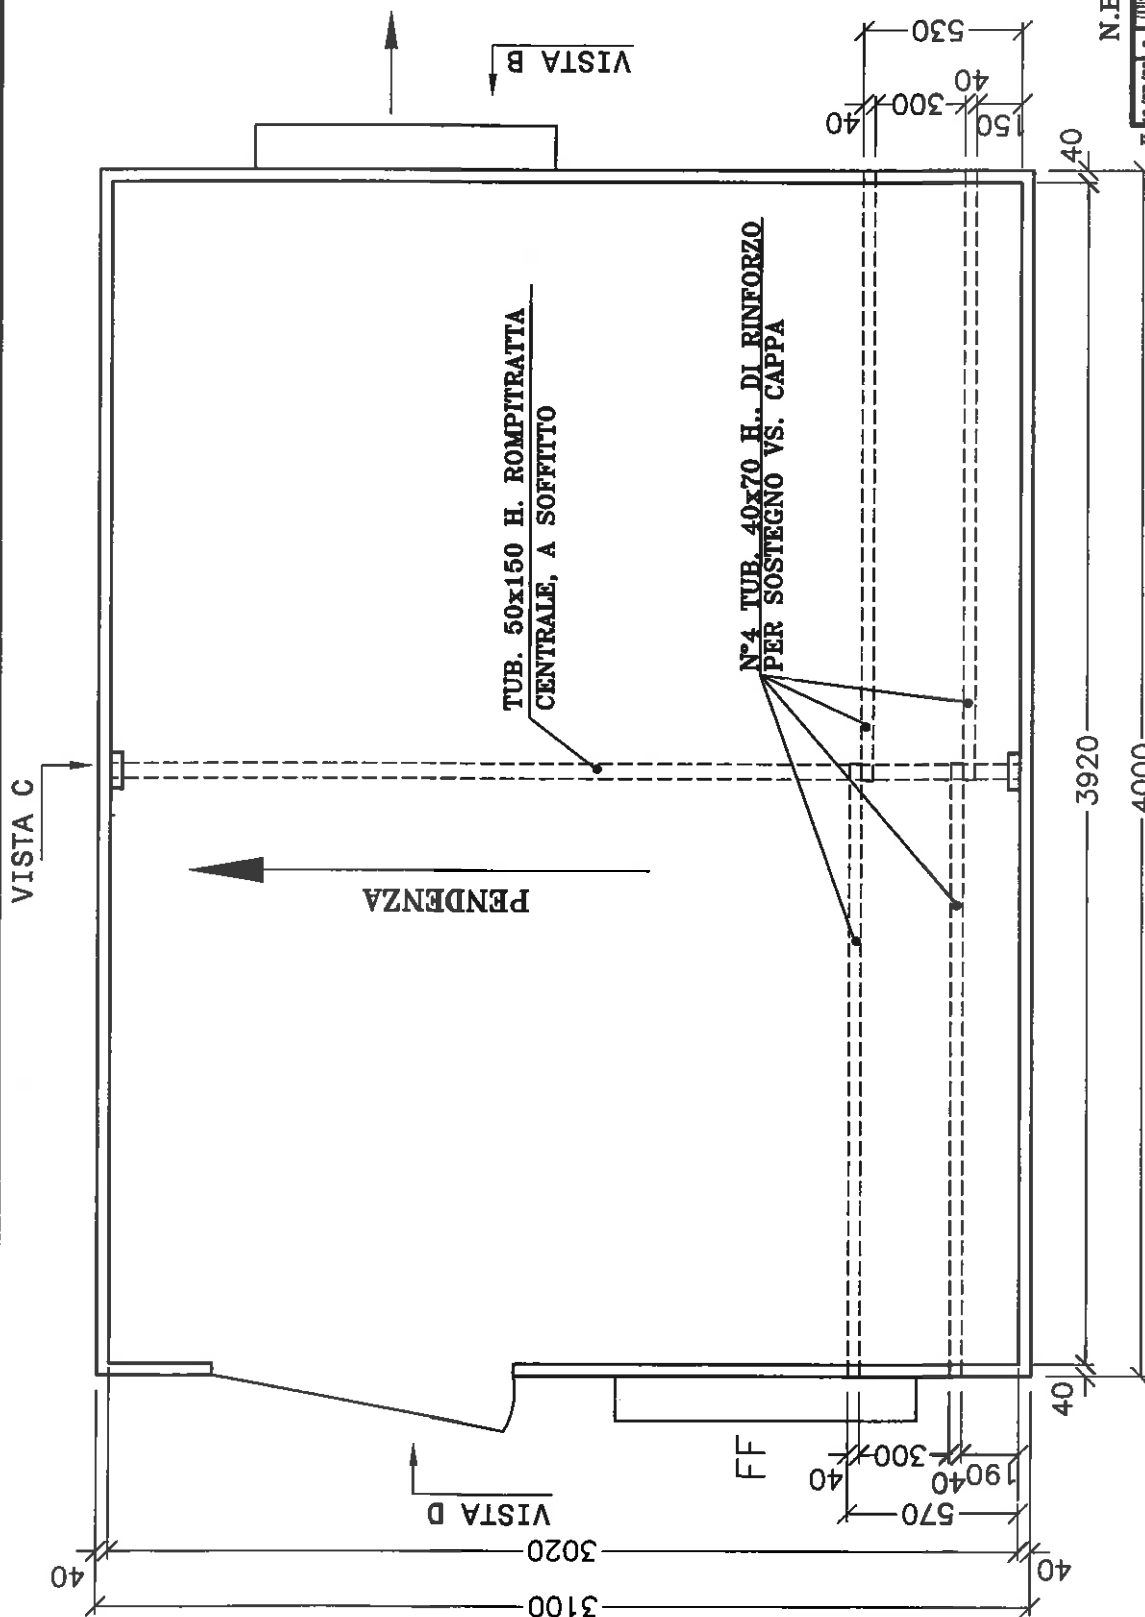 VISTA C
VISTA B
TUB. 50x150 H. ROMPITRATTA
CENTRALE, A SOFFITTO
N°4 TUB. 40x70 H.. DI RINFORZO
PER SOSTEGNO VS. CAPPA
PENDENZA
VISTA D
FF
530
40
300
40
150
40
3920
4000
40
40
300
40
190
570
3020
40
40
3100